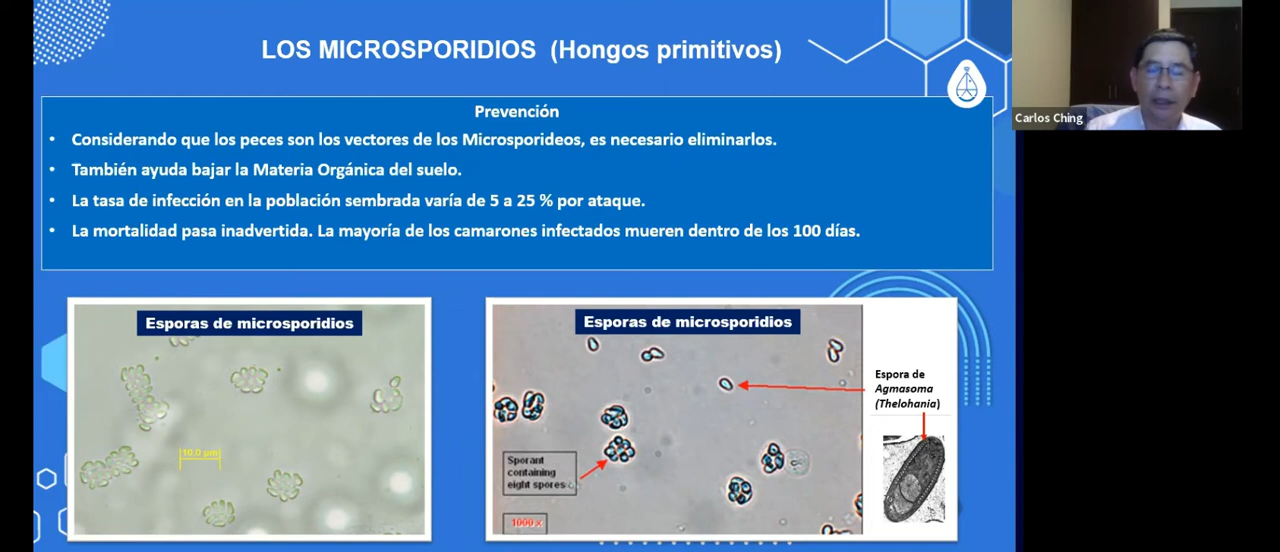 LOS MICROSPORIDIOS (Hongos primitivos)
Carlos Ching
Prevención
• Considerando que los peces son los vectores de los Microsporideos, es necesario eliminarlos.
• También ayuda bajar la Materia Orgánica del suelo.
• La tasa de infección en la población sembrada varía de 5 a 25 % por ataque.
• La mortalidad pasa inadvertida. La mayoría de los camarones infectados mueren dentro de los 100 días.
Esporas de microsporidios
10.0 µm
Esporas de microsporidios
Sporant
containing
eight spores
1000 x
Espora de
Agmasoma
(Thelohania)